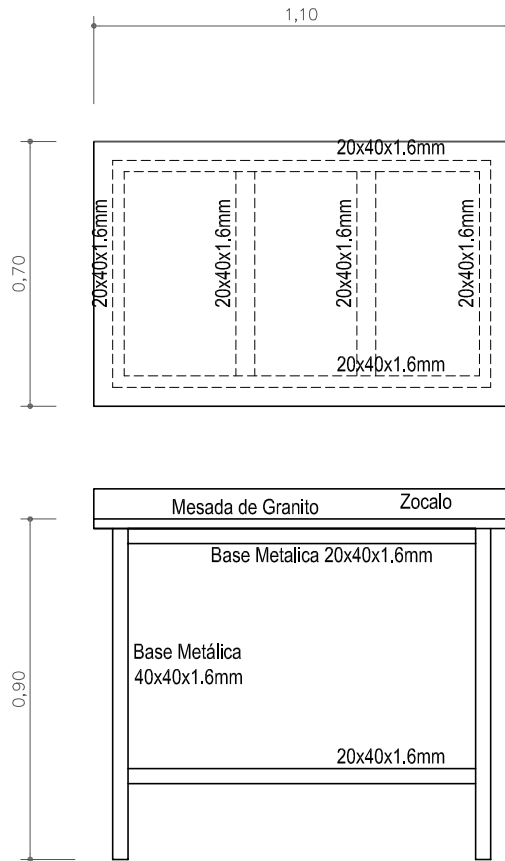 1,10
20x40x1.6mm
0,70
20x40x1.6mm
20x40x1.6mm
20x40x1.6mm
20x40x1.6mm
20x40x1.6mm
Mesada de Granito
Zocalo
Base Metalica 20x40x1.6mm
Base Metálica
40x40x1.6mm
0,90
20x40x1.6mm